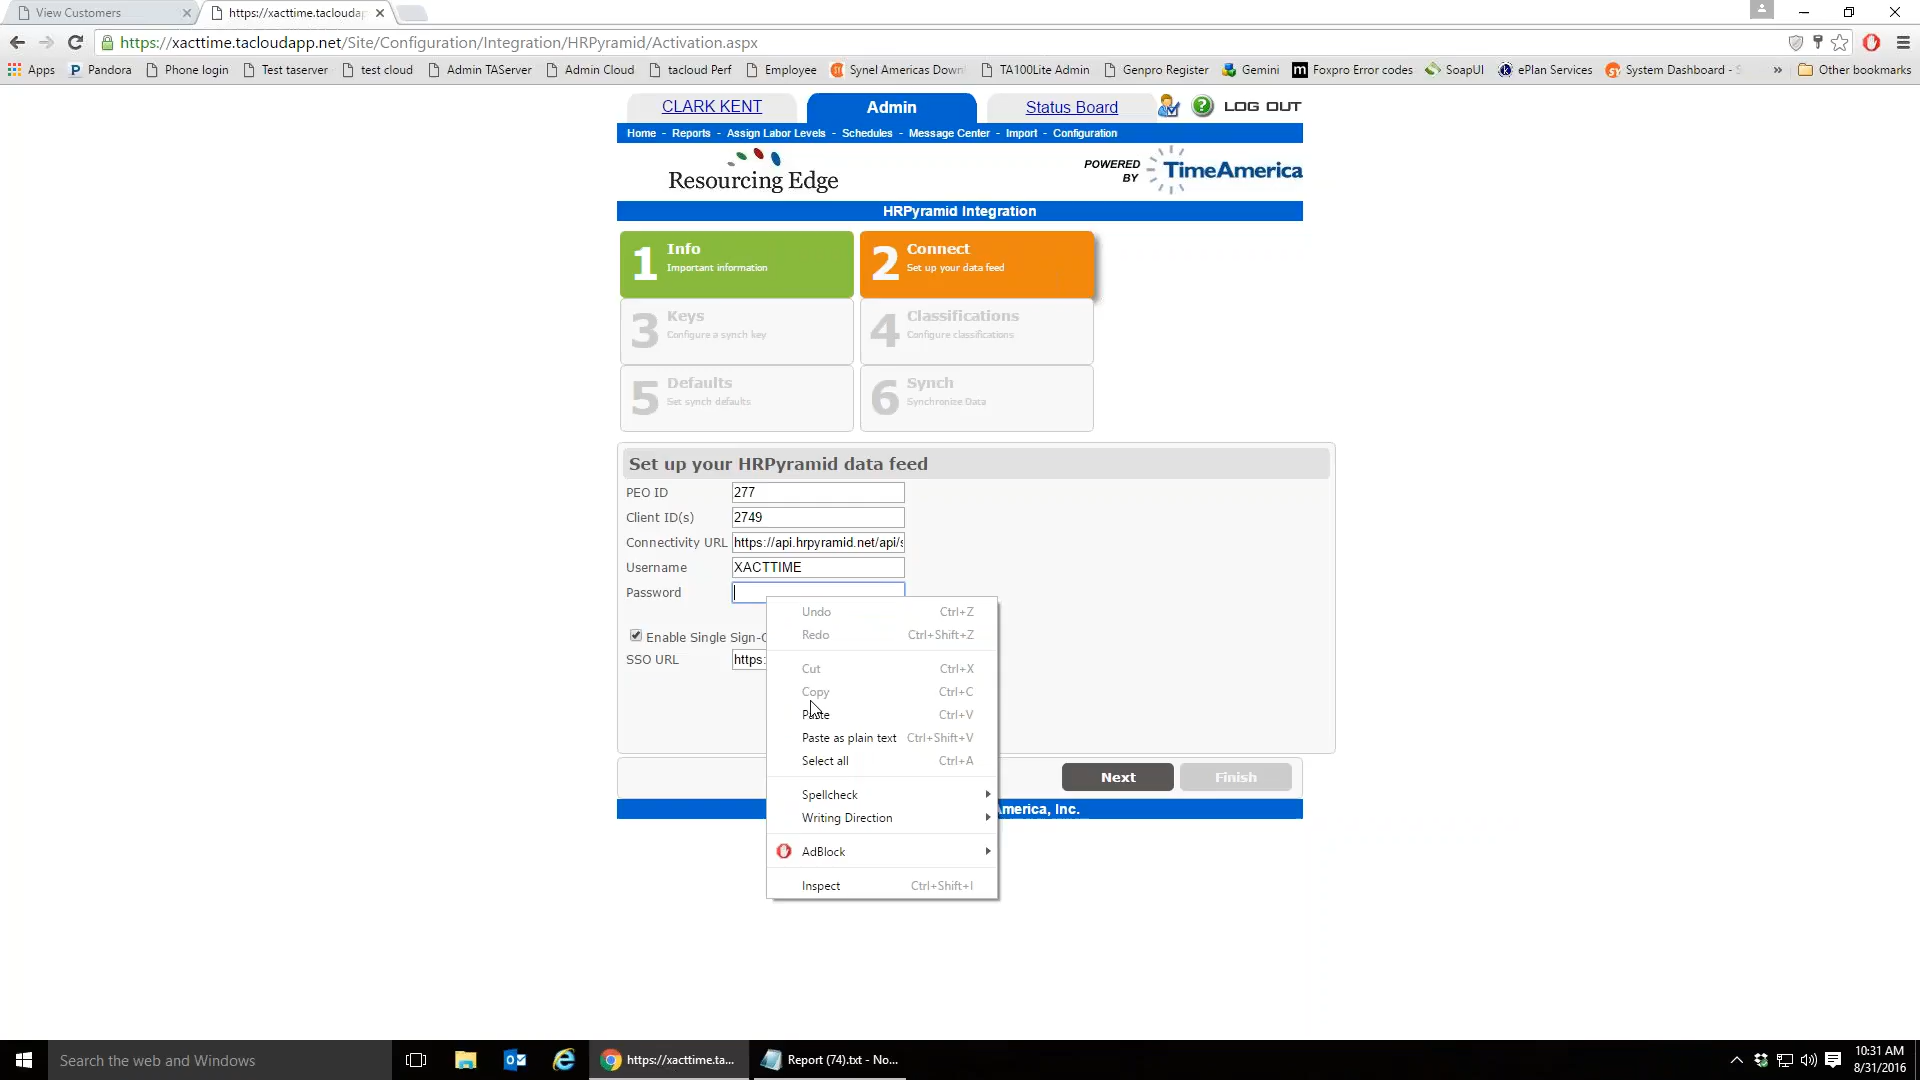 View Customers
https://xacttime.tacloudap
https://xacttime.tacloudapp.net/Site/Configuration/Integration/HRPyramid/Activation.aspx
Apps Pandora Phone login Test taserver test cloud Admin TAServer Admin Cloud tacloud Perf Employee Synel Americas Down TA100Lite Admin Genpro Register Gemini Foxpro Error codes SoapUI ePlan Services System Dashboard - » Other bookmarks
CLARK KENT Admin Status Board LOG OUT
Home - Reports - Assign Labor Levels - Schedules - Message Center - Import - Configuration
Resourcing Edge
POWERED BY TimeAmerica
HRPyramid Integration
1 Info
Important information
2 Connect
Set up your data feed
3 Keys
Configure a synch key
4 Classifications
Configure classifications
5 Defaults
Set synch defaults
6 Synch
Synchronize Data
Set up your HRPyramid data feed
PEO ID 277
Client ID(s) 2749
Connectivity URL https://api.hrpyramid.net/api/s
Username XACTTIME
Password
Enable Single Sign-O
SSO URL https:
Undo Ctrl+Z
Redo Ctrl+Shift+Z
Cut Ctrl+X
Copy Ctrl+C
Paste Ctrl+V
Paste as plain text Ctrl+Shift+V
Select all Ctrl+A
Spellcheck
Writing Direction
AdBlock
Inspect Ctrl+Shift+I
Next Finish
America, Inc.
Search the web and Windows
https://xacttime.ta...
Report (74).txt - No...
10:31 AM
8/31/2016